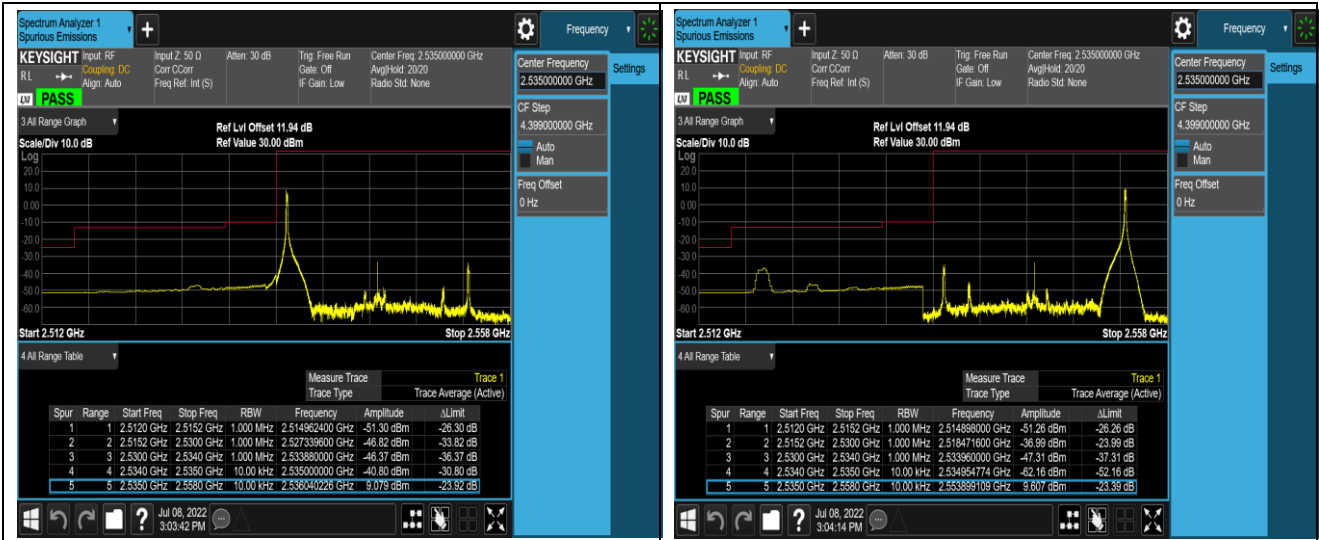 Spectrum Analyzer 1
Spurious Emissions
Frequency
KEYSIGHT Input: RF Input Z: 50 Ω Atten: 30 dB Trig: Free Run Center Freq: 2.535000000 GHz
Coupling: DC Corr CCorr Gate: Off Avg|Hold: 20/20
R L Align: Auto Freq Ref: Int (S) IF Gain: Low Radio Std: None
LXI PASS
3 All Range Graph
Ref Lvl Offset 11.94 dB
Scale/Div 10.0 dB Ref Value 30.00 dBm
Log
20.0
10.0
0.00
-10.0
-20.0
-30.0
-40.0
-50.0
-60.0
Start 2.512 GHz Stop 2.558 GHz
4 All Range Table
Measure Trace Trace 1
Trace Type Trace Average (Active)
Spur Range Start Freq Stop Freq RBW Frequency Amplitude ΔLimit
1 1 2.5120 GHz 2.5152 GHz 1.000 MHz 2.514962400 GHz -51.30 dBm -26.30 dB
2 2 2.5152 GHz 2.5300 GHz 1.000 MHz 2.527339600 GHz -46.82 dBm -33.82 dB
3 3 2.5300 GHz 2.5340 GHz 1.000 MHz 2.533880000 GHz -46.37 dBm -36.37 dB
4 4 2.5340 GHz 2.5350 GHz 10.00 kHz 2.535000000 GHz -40.80 dBm -30.80 dB
5 5 2.5350 GHz 2.5580 GHz 10.00 kHz 2.536040226 GHz 9.079 dBm -23.92 dB
Jul 08, 2022
3:03:42 PM
Center Frequency
2.535000000 GHz
Settings
CF Step
4.399000000 GHz
Auto
Man
Freq Offset
0 Hz
Spectrum Analyzer 1
Spurious Emissions
Frequency
KEYSIGHT Input: RF Input Z: 50 Ω Atten: 30 dB Trig: Free Run Center Freq: 2.535000000 GHz
Coupling: DC Corr CCorr Gate: Off Avg|Hold: 20/20
R L Align: Auto Freq Ref: Int (S) IF Gain: Low Radio Std: None
LXI PASS
3 All Range Graph
Ref Lvl Offset 11.94 dB
Scale/Div 10.0 dB Ref Value 30.00 dBm
Log
20.0
10.0
0.00
-10.0
-20.0
-30.0
-40.0
-50.0
-60.0
Start 2.512 GHz Stop 2.558 GHz
4 All Range Table
Measure Trace Trace 1
Trace Type Trace Average (Active)
Spur Range Start Freq Stop Freq RBW Frequency Amplitude ΔLimit
1 1 2.5120 GHz 2.5152 GHz 1.000 MHz 2.514898000 GHz -51.26 dBm -26.26 dB
2 2 2.5152 GHz 2.5300 GHz 1.000 MHz 2.518471600 GHz -36.99 dBm -23.99 dB
3 3 2.5300 GHz 2.5340 GHz 1.000 MHz 2.533960000 GHz -47.31 dBm -37.31 dB
4 4 2.5340 GHz 2.5350 GHz 10.00 kHz 2.534954774 GHz -62.16 dBm -52.16 dB
5 5 2.5350 GHz 2.5580 GHz 10.00 kHz 2.553899109 GHz 9.607 dBm -23.39 dB
Jul 08, 2022
3:04:14 PM
Center Frequency
2.535000000 GHz
Settings
CF Step
4.399000000 GHz
Auto
Man
Freq Offset
0 Hz